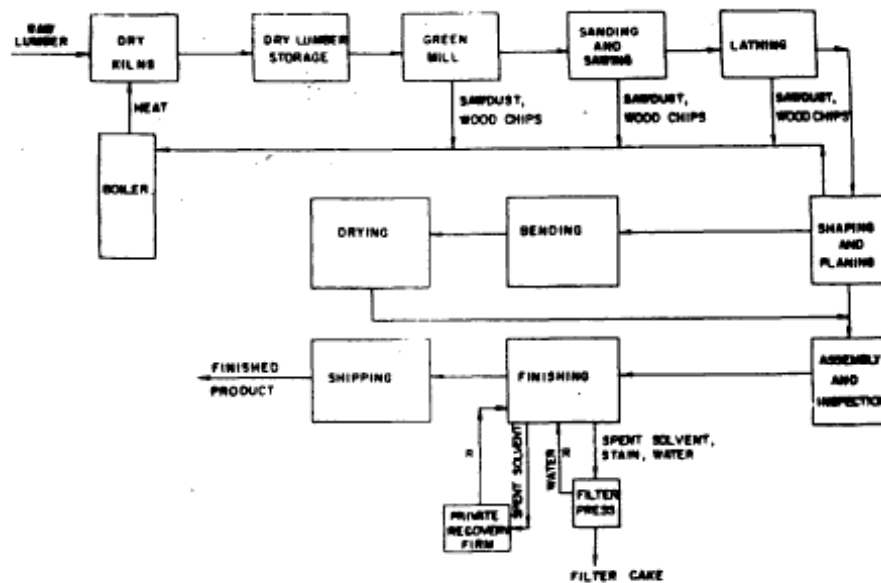 RAW
LUMBER
DRY
KILNS
DRY LUMBER
STORAGE
GREEN
MILL
SANDING
AND
SAWING
LATHING
HEAT
SAWDUST,
WOOD CHIPS
SAWDUST,
WOOD CHIPS
SAWDUST,
WOOD CHIPS
BOILER
DRYING
BENDING
SHAPING
AND
PLANING
FINISHED
PRODUCT
SHIPPING
FINISHING
ASSEMBLY
AND
INSPECTION
R
SPENT SOLVENT
WATER
R
SPENT SOLVENT,
STAIN, WATER
PRIVATE
RECOVERY
FIRM
FILTER
PRESS
FILTER CAKE